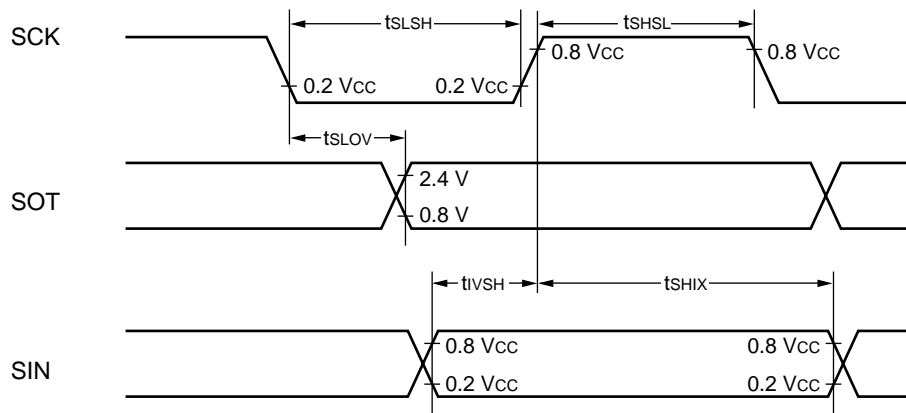 tSLSH
tSHSL
SCK
0.8 VCC
0.8 VCC
0.2 VCC
0.2 VCC
tSLOV
2.4 V
SOT
0.8 V
tIVSH
tSHIX
0.8 VCC
0.8 VCC
SIN
0.2 VCC
0.2 VCC